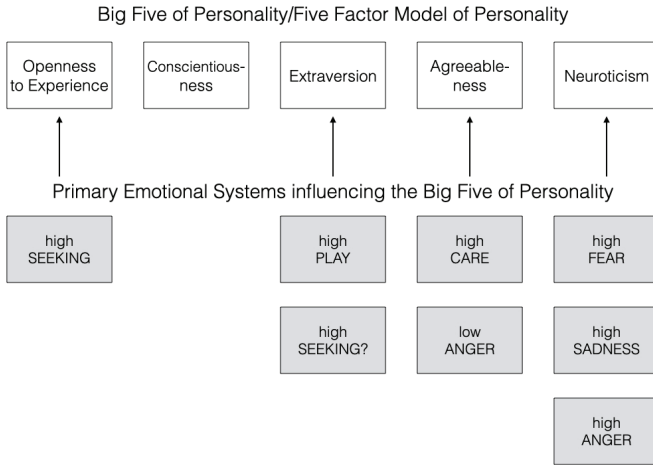 Big Five of Personality/Five Factor Model of Personality
Openness
to Experience
Conscientious-
ness
Extraversion
Agreeable-
ness
Neuroticism
Primary Emotional Systems influencing the Big Five of Personality
high
SEEKING
high
PLAY
high
CARE
high
FEAR
high
SEEKING?
low
ANGER
high
SADNESS
high
ANGER